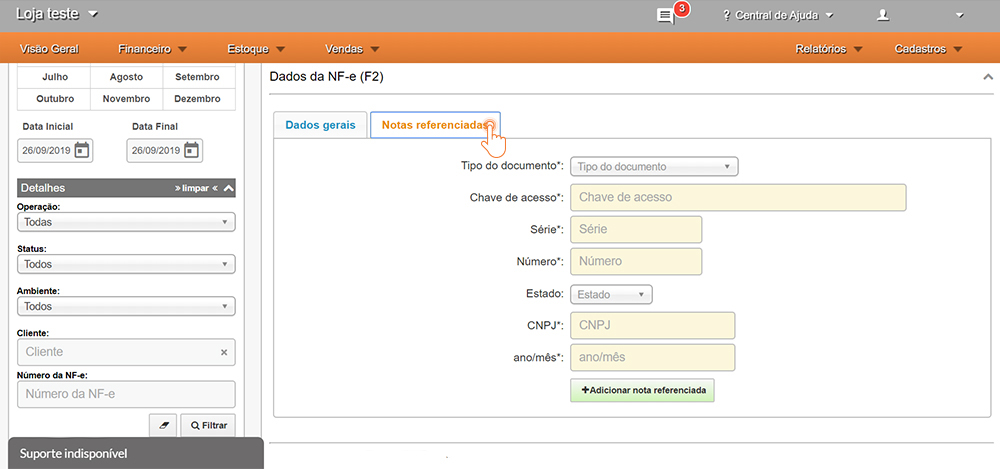 Loja teste
3
? Central de Ajuda
Visão Geral
Financeiro
Estoque
Vendas
Relatórios
Cadastros
Julho
Agosto
Setembro
Outubro
Novembro
Dezembro
Data Inicial
Data Final
26/09/2019
26/09/2019
Detalhes
» limpar «
Operação:
Todas
Status:
Todos
Ambiente:
Todos
Cliente:
Cliente
×
Número da NF-e:
Número da NF-e
Filtrar
Suporte indisponível
Dados da NF-e (F2)
Dados gerais
Notas referenciadas
Tipo do documento*:
Tipo do documento
Chave de acesso*:
Chave de acesso
Série*:
Série
Número*:
Número
Estado:
Estado
CNPJ*:
CNPJ
ano/mês*:
ano/mês
+Adicionar nota referenciada